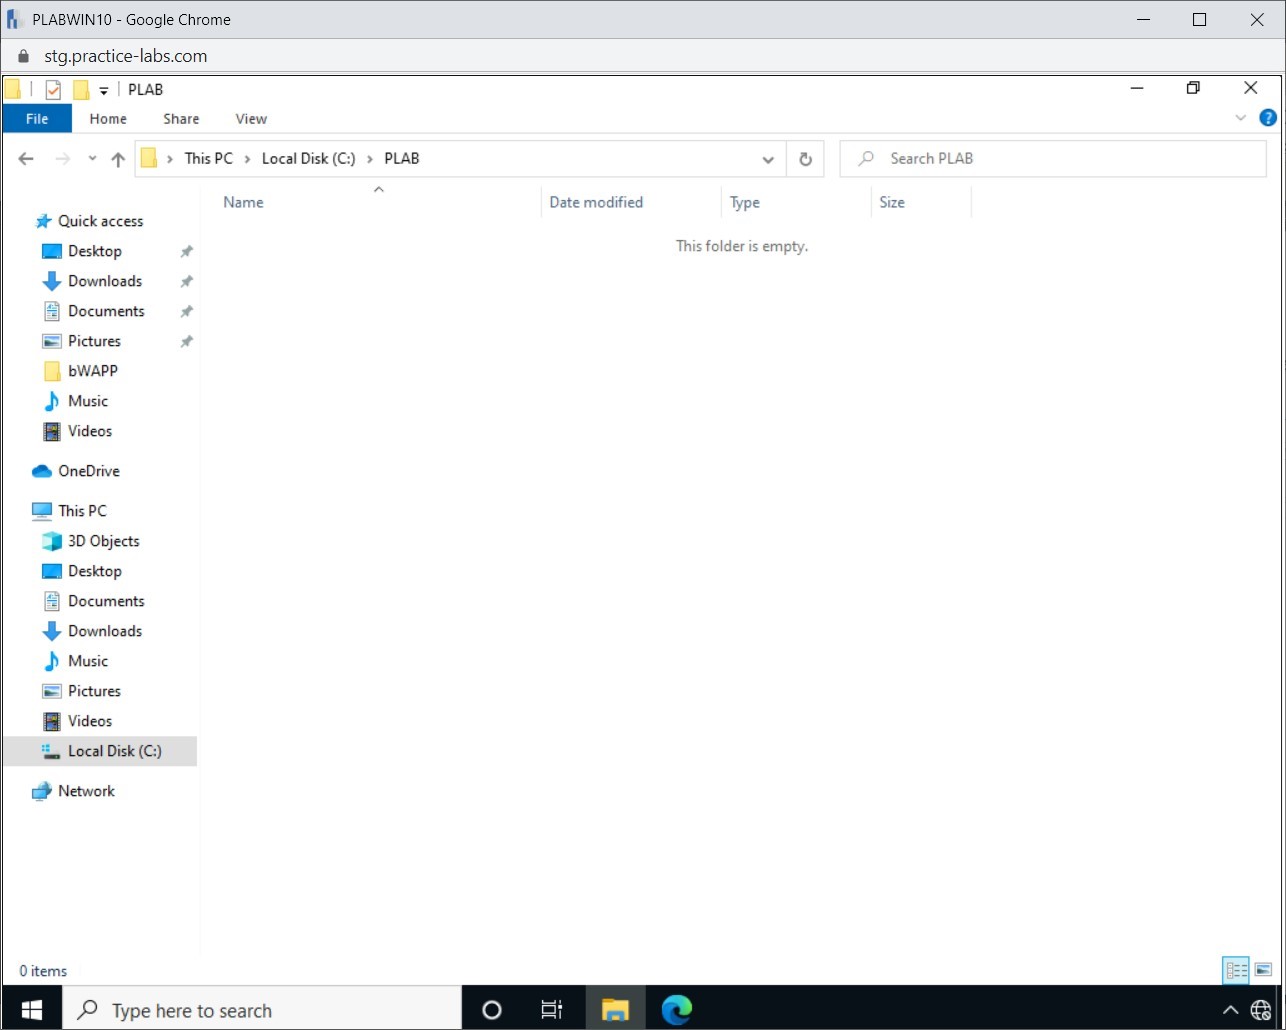 PLABWIN10 - Google Chrome
stg.practice-labs.com
PLAB
File Home Share View
This PC Local Disk (C:) PLAB Search PLAB
Name Date modified Type Size
This folder is empty.
Quick access
Desktop
Downloads
Documents
Pictures
bWAPP
Music
Videos
OneDrive
This PC
3D Objects
Desktop
Documents
Downloads
Music
Pictures
Videos
Local Disk (C:)
Network
0 items
Type here to search